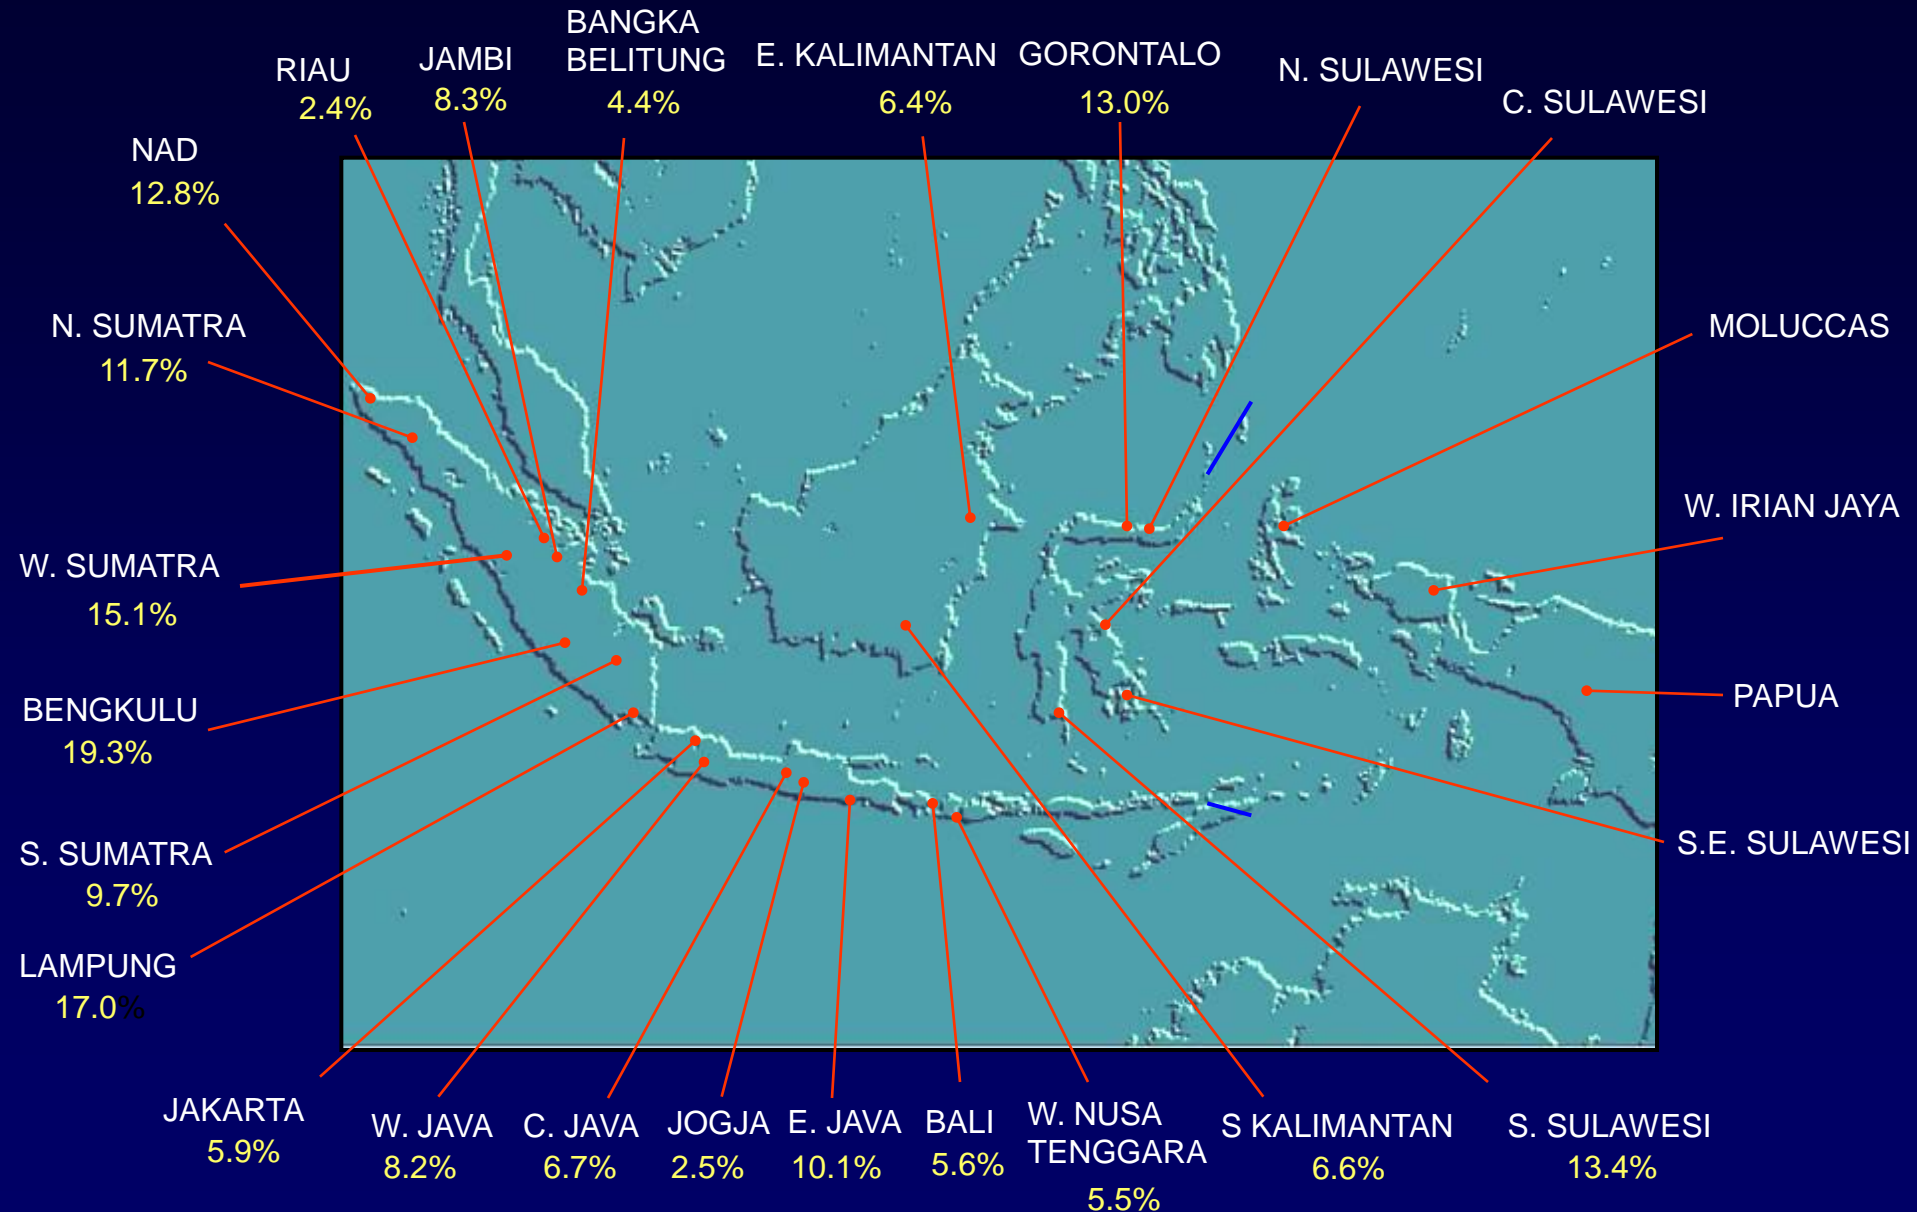 BANGKA
BELITUNG
4.4%
RIAU
2.4%
JAMBI
8.3%
E. KALIMANTAN
6.4%
GORONTALO
13.0%
N. SULAWESI
C. SULAWESI
NAD
12.8%
N. SUMATRA
11.7%
MOLUCCAS
W. IRIAN JAYA
W. SUMATRA
15.1%
BENGKULU
19.3%
PAPUA
S. SUMATRA
9.7%
S.E. SULAWESI
LAMPUNG
17.0%
JAKARTA
5.9%
W. JAVA
8.2%
C. JAVA
6.7%
JOGJA
2.5%
E. JAVA
10.1%
BALI
5.6%
W. NUSA
TENGGARA
5.5%
S KALIMANTAN
6.6%
S. SULAWESI
13.4%